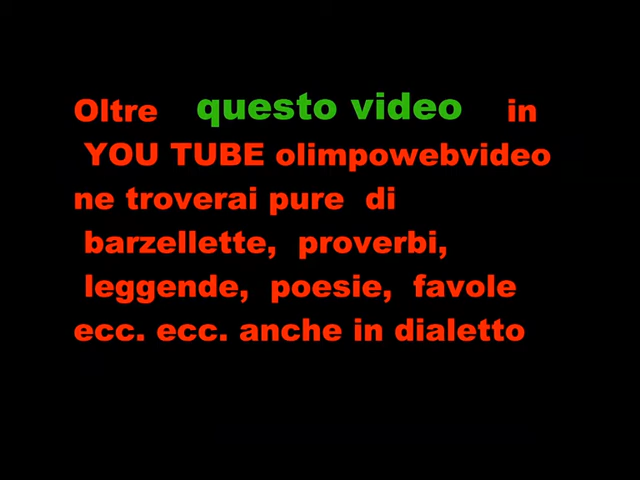 Oltre questo video in
YOU TUBE olimpowebvideo
ne troverai pure di
barzellette, proverbi,
leggende, poesie, favole
ecc. ecc. anche in dialetto